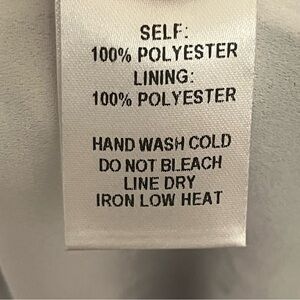 SELF:
100% POLYESTER
LINING:
100% POLYESTER
HAND WASH COLD
DO NOT BLEACH
LINE DRY
IRON LOW HEAT